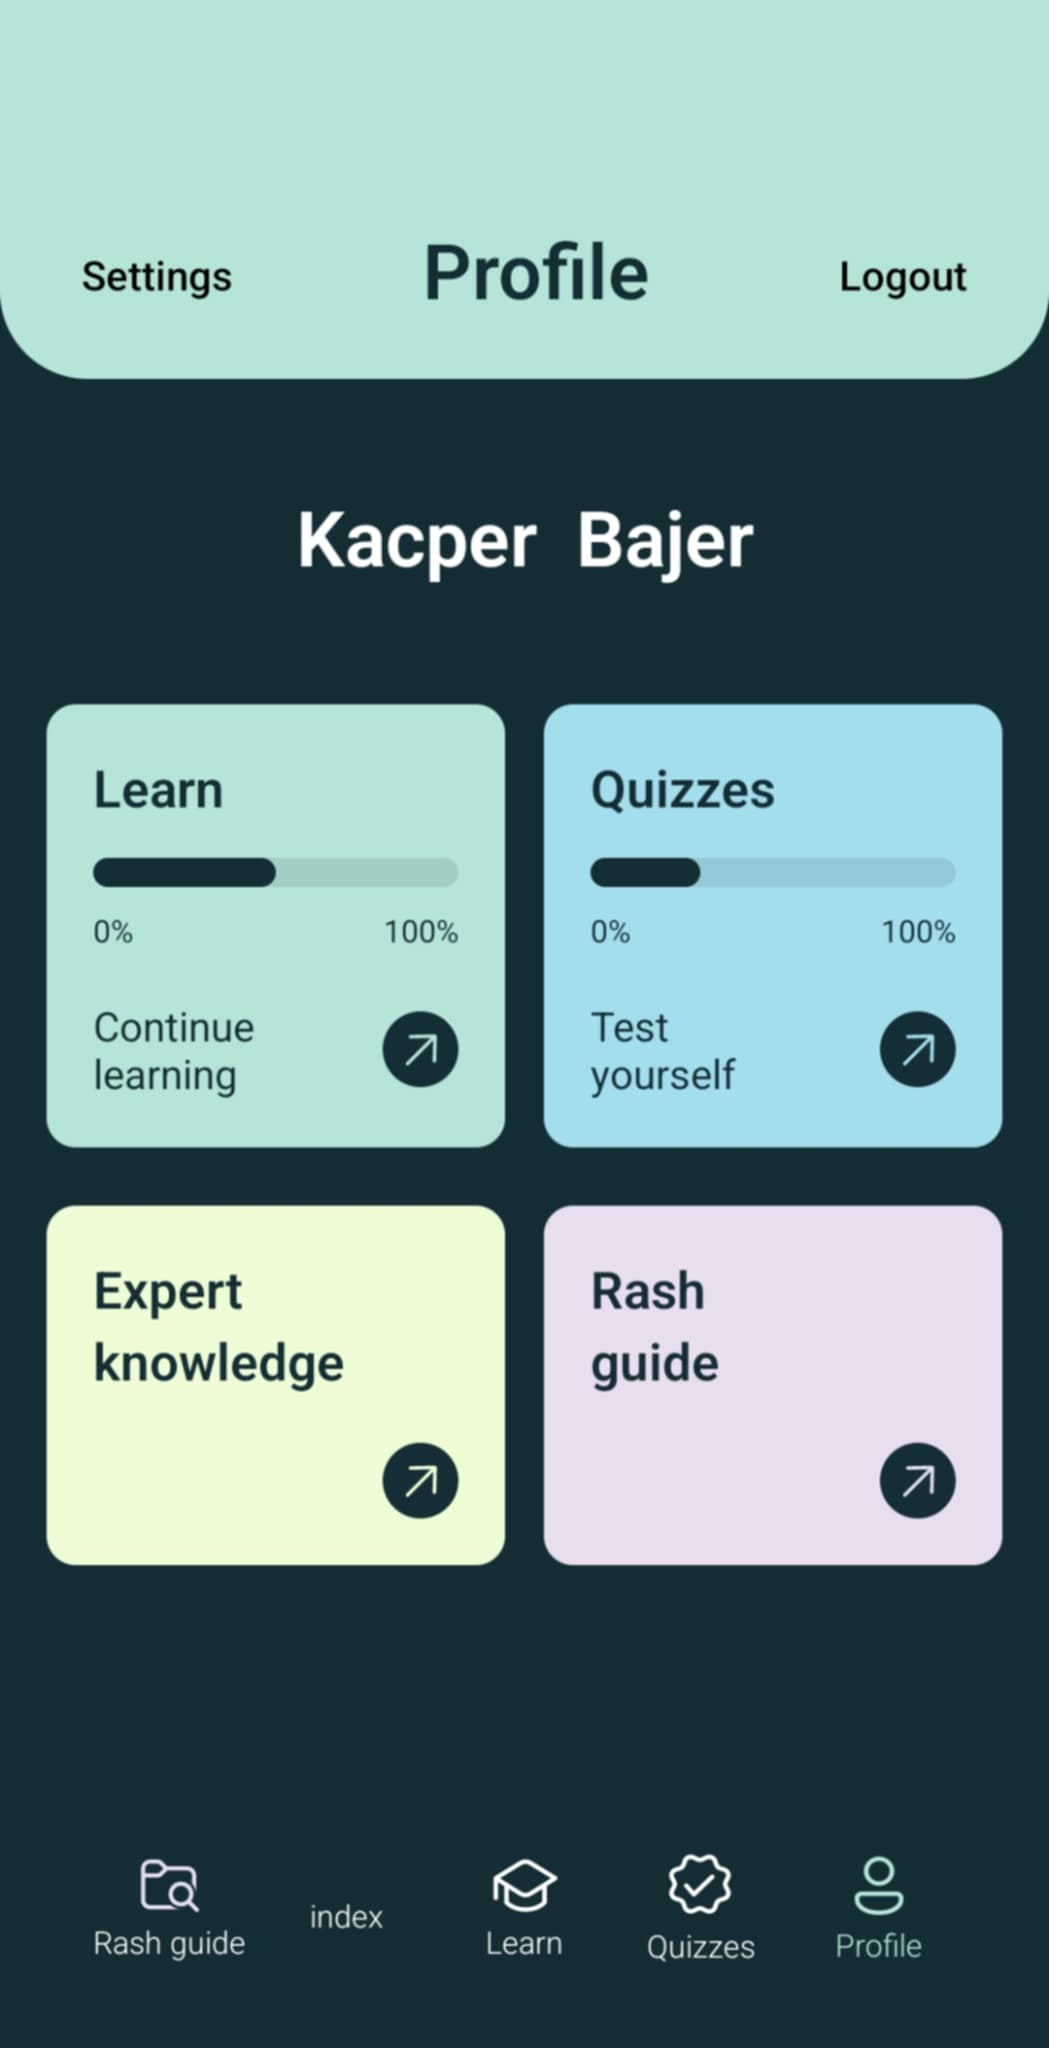 Settings Profile Logout
Kacper Bajer
Learn
0% 100%
Continue
learning
Quizzes
0% 100%
Test
yourself
Expert
knowledge
Rash
guide
Rash guide
index
Learn
Quizzes
Profile